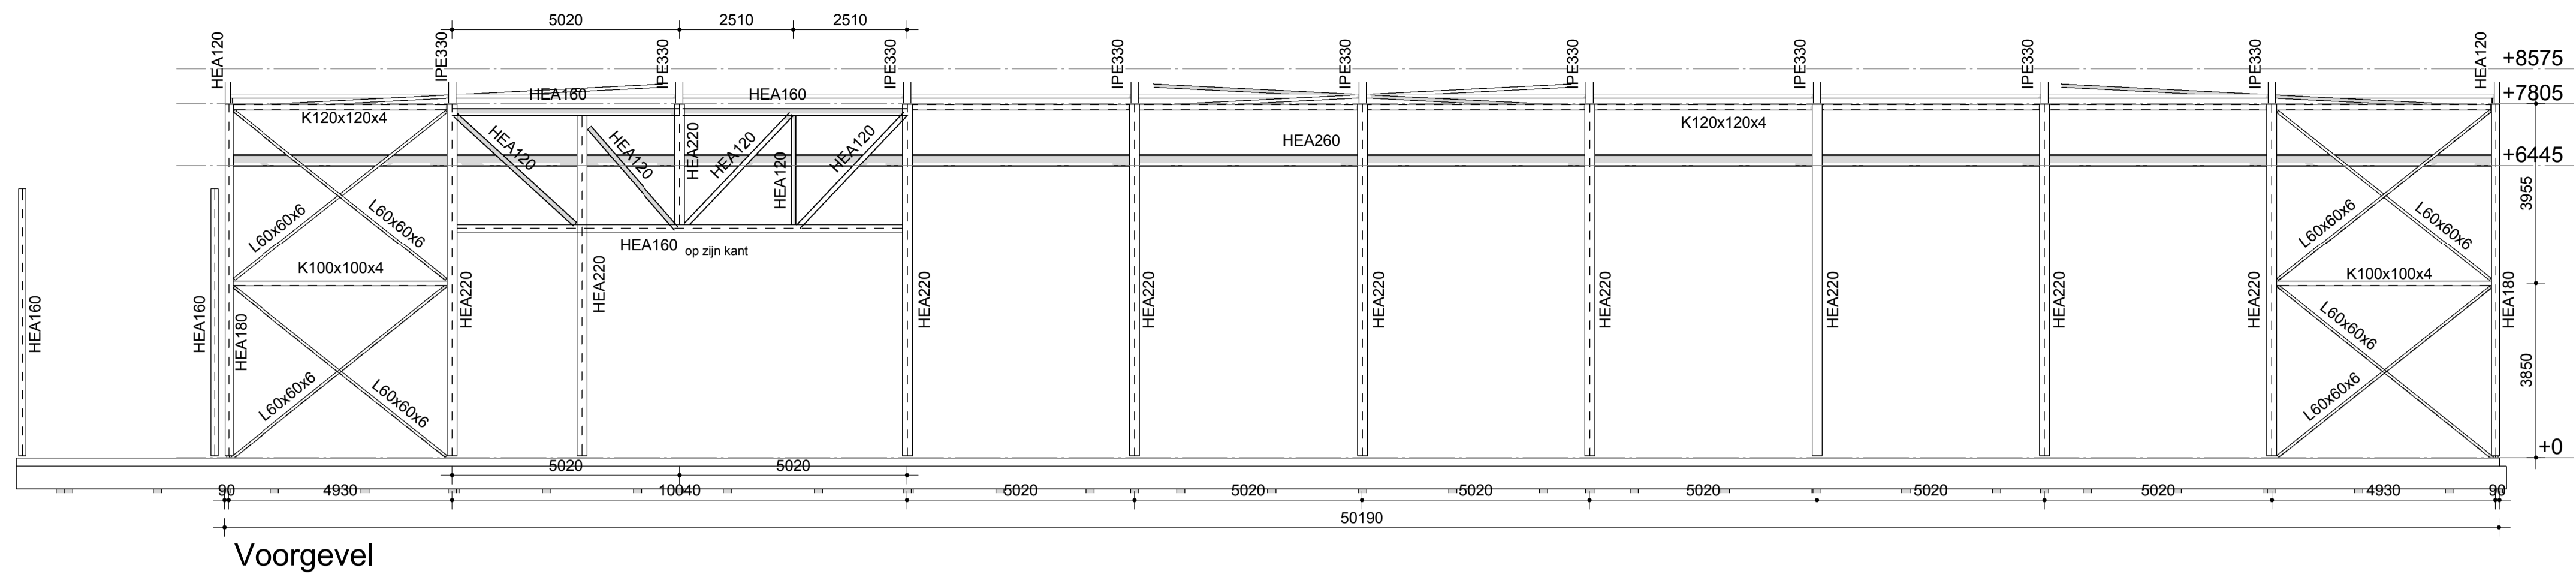 5020 2510 2510
HEA120 IPE330 IPE330 IPE330 IPE330 IPE330 IPE330 IPE330 IPE330 IPE330 HEA120
+8575
HEA160 HEA160
+7805
K120x120x4 K120x120x4
HEA120 HEA120 HEA220 HEA120 HEA120 HEA120
HEA260
+6445
3955
L60x60x6 L60x60x6 L60x60x6 L60x60x6
HEA160 op zijn kant
K100x100x4 K100x100x4
HEA160 HEA160 HEA180 HEA220 HEA220 HEA220 HEA220 HEA220 HEA220 HEA220 HEA220 HEA220 HEA180
L60x60x6 L60x60x6 L60x60x6 L60x60x6
3850
+0
5020 5020
90 4930 10040 5020 5020 5020 5020 5020 5020 4930 90
50190
Voorgevel